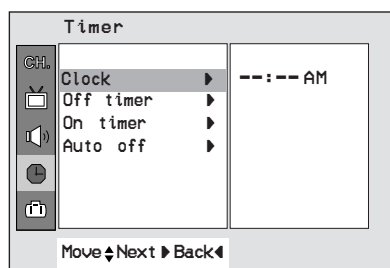 Timer
CH.
Clock
--:-- AM
Off timer
On timer
Auto off
Move Next Back